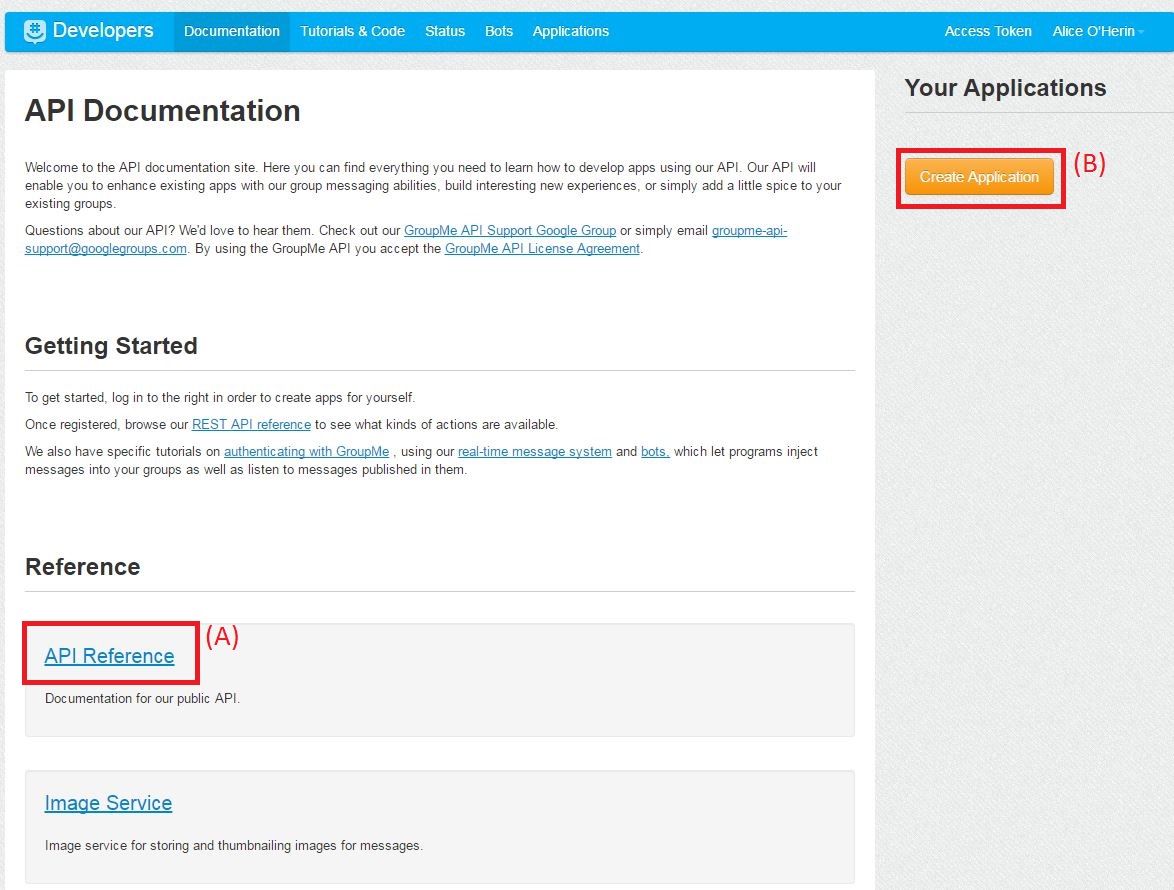 Developers Documentation Tutorials & Code Status Bots Applications Access Token Alice O'Herin
API Documentation
Welcome to the API documentation site. Here you can find everything you need to learn how to develop apps using our API. Our API will
enable you to enhance existing apps with our group messaging abilities, build interesting new experiences, or simply add a little spice to your
existing groups.
Questions about our API? We'd love to hear them. Check out our GroupMe API Support Google Group or simply email groupme-api-
support@googlegroups.com. By using the GroupMe API you accept the GroupMe API License Agreement.
Getting Started
To get started, log in to the right in order to create apps for yourself.
Once registered, browse our REST API reference to see what kinds of actions are available.
We also have specific tutorials on authenticating with GroupMe , using our real-time message system and bots, which let programs inject
messages into your groups as well as listen to messages published in them.
Reference
API Reference (A)
Documentation for our public API.
Image Service
Image service for storing and thumbnailing images for messages.
Your Applications
Create Application (B)